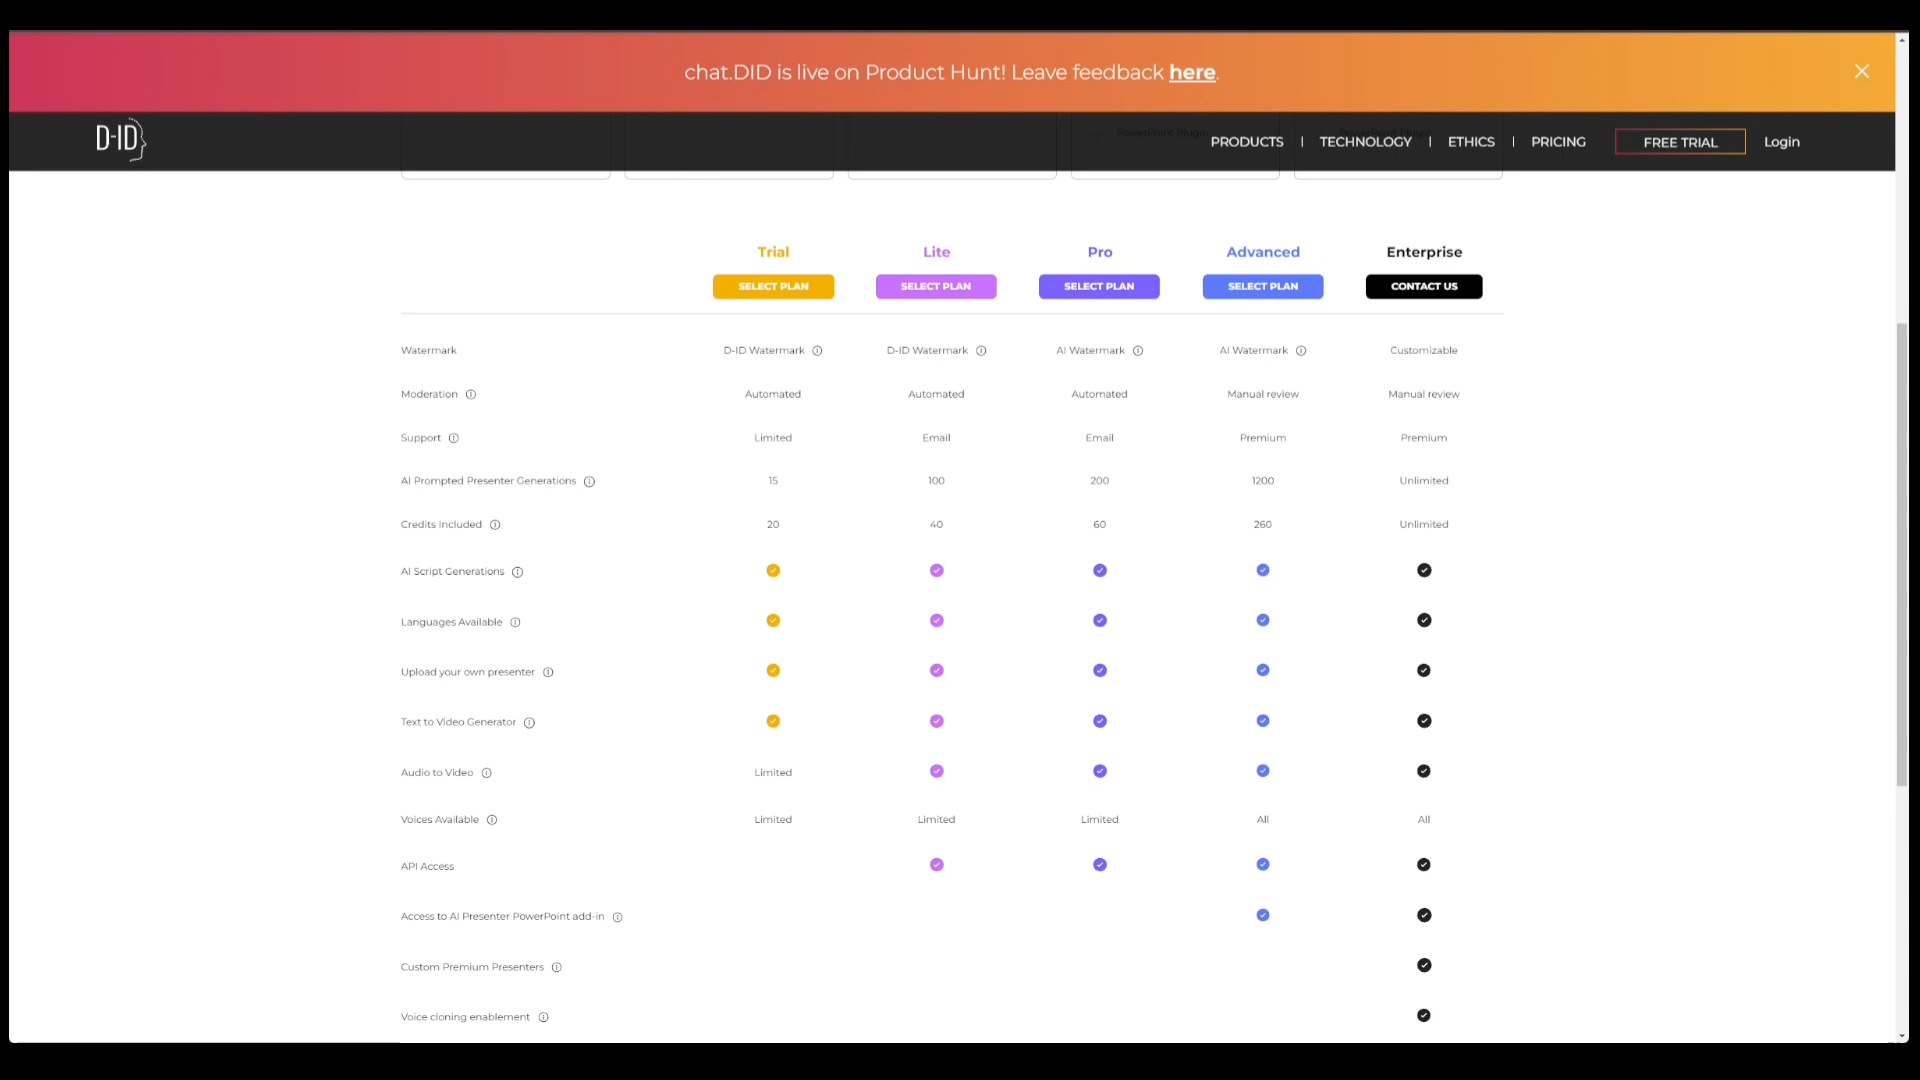 chat.DID is live on Product Hunt! Leave feedback here.
D-ID
PRODUCTS | TECHNOLOGY | ETHICS | PRICING FREE TRIAL Login
Trial Lite Pro Advanced Enterprise
SELECT PLAN SELECT PLAN SELECT PLAN SELECT PLAN CONTACT US
Watermark D-ID Watermark D-ID Watermark AI Watermark AI Watermark Customizable
Moderation Automated Automated Automated Manual review Manual review
Support Limited Email Email Premium Premium
AI Prompted Presenter Generations 15 100 200 1200 Unlimited
Credits Included 20 40 60 260 Unlimited
AI Script Generations
Languages Available
Upload your own presenter
Text to Video Generator
Audio to Video Limited
Voices Available Limited Limited Limited All All
API Access
Access to AI Presenter PowerPoint add-in
Custom Premium Presenters
Voice cloning enablement